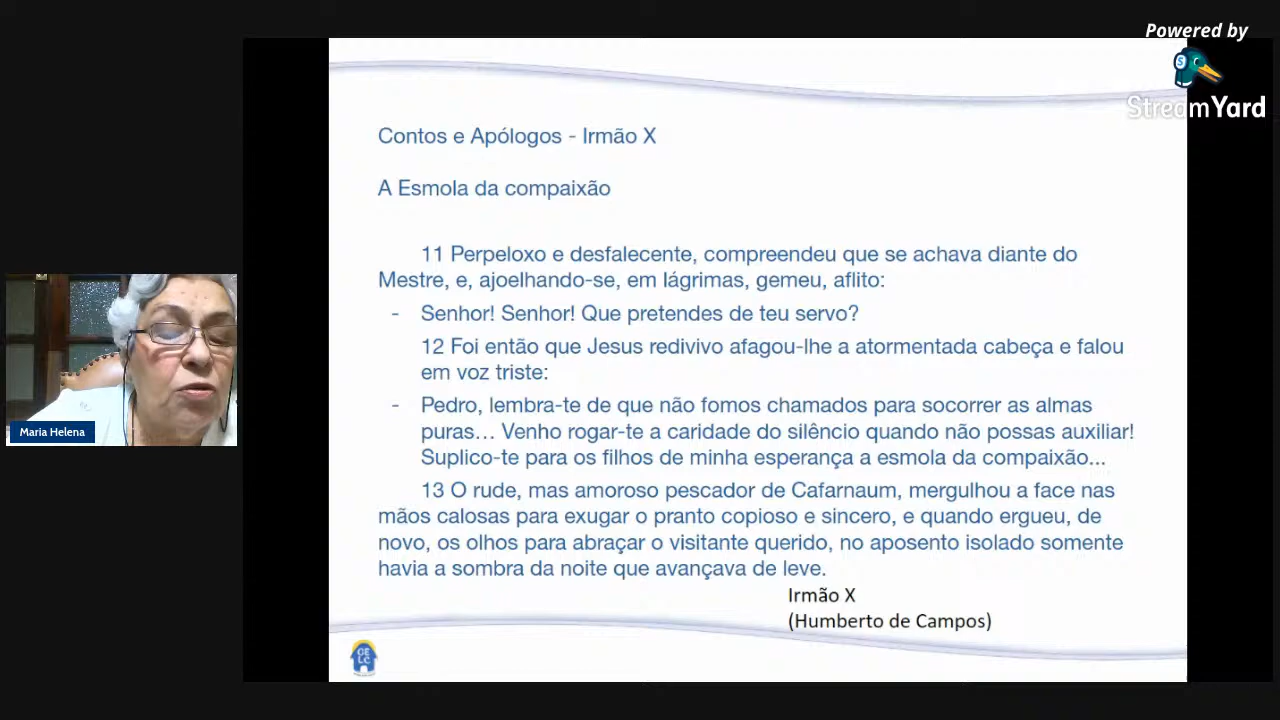 Powered by
StreamYard
Contos e Apólogos - Irmão X
A Esmola da compaixão
11 Perpeloxo e desfalecente, compreendeu que se achava diante do
Mestre, e, ajoelhando-se, em lágrimas, gemeu, aflito:
- Senhor! Senhor! Que pretendes de teu servo?
12 Foi então que Jesus redivivo afagou-lhe a atormentada cabeça e falou
em voz triste:
- Pedro, lembra-te de que não fomos chamados para socorrer as almas
puras... Venho rogar-te a caridade do silêncio quando não possas auxiliar!
Suplico-te para os filhos de minha esperança a esmola da compaixão...
13 O rude, mas amoroso pescador de Cafarnaum, mergulhou a face nas
mãos calosas para exugar o pranto copioso e sincero, e quando ergueu, de
novo, os olhos para abraçar o visitante querido, no aposento isolado somente
havia a sombra da noite que avançava de leve.
Irmão X
(Humberto de Campos)
Maria Helena
GE
LC